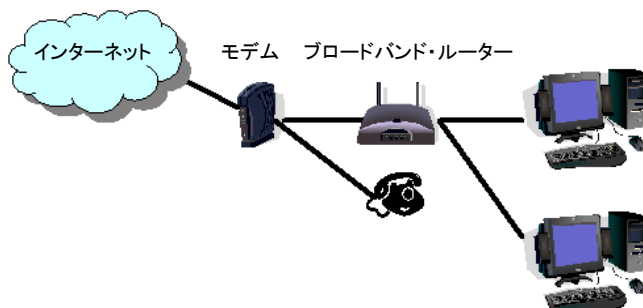 インターネット
モデム
ブロードバンド・ルーター